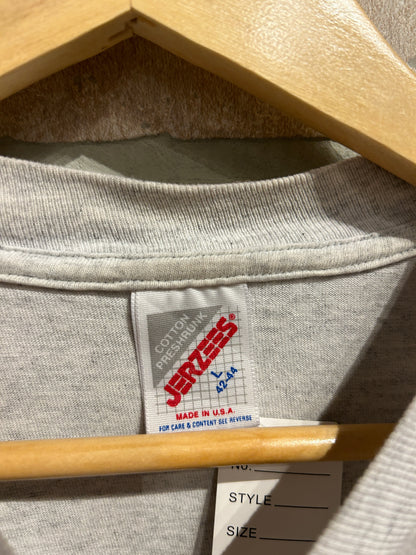 COTTON
PRESHRUNK
JERZEES®
L
42-44
MADE IN U.S.A.
FOR CARE & CONTENT SEE REVERSE
NO.
STYLE
SIZE